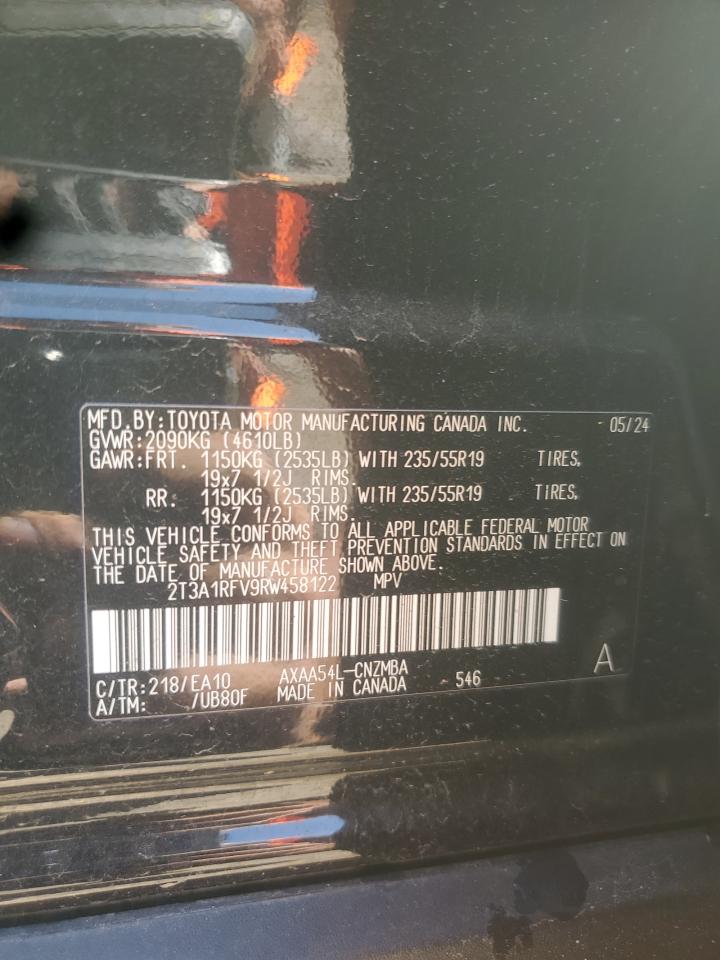 MFD.BY:TOYOTA MOTOR MANUFACTURING CANADA INC. 05/24
GVWR:2090KG (4610LB)
GAWR:FRT. 1150KG (2535LB) WITH 235/55R19 TIRES,
19x7 1/2J RIMS.
RR. 1150KG (2535LB) WITH 235/55R19 TIRES,
19x7 1/2J RIMS.
THIS VEHICLE CONFORMS TO ALL APPLICABLE FEDERAL MOTOR
VEHICLE SAFETY AND THEFT PREVENTION STANDARDS IN EFFECT ON
THE DATE OF MANUFACTURE SHOWN ABOVE.
2T3A1RFV9RW458122 MPV
C/TR:218/EA10 AXAA54L-CNZMBA 546 A
A/TM: /UB80F MADE IN CANADA